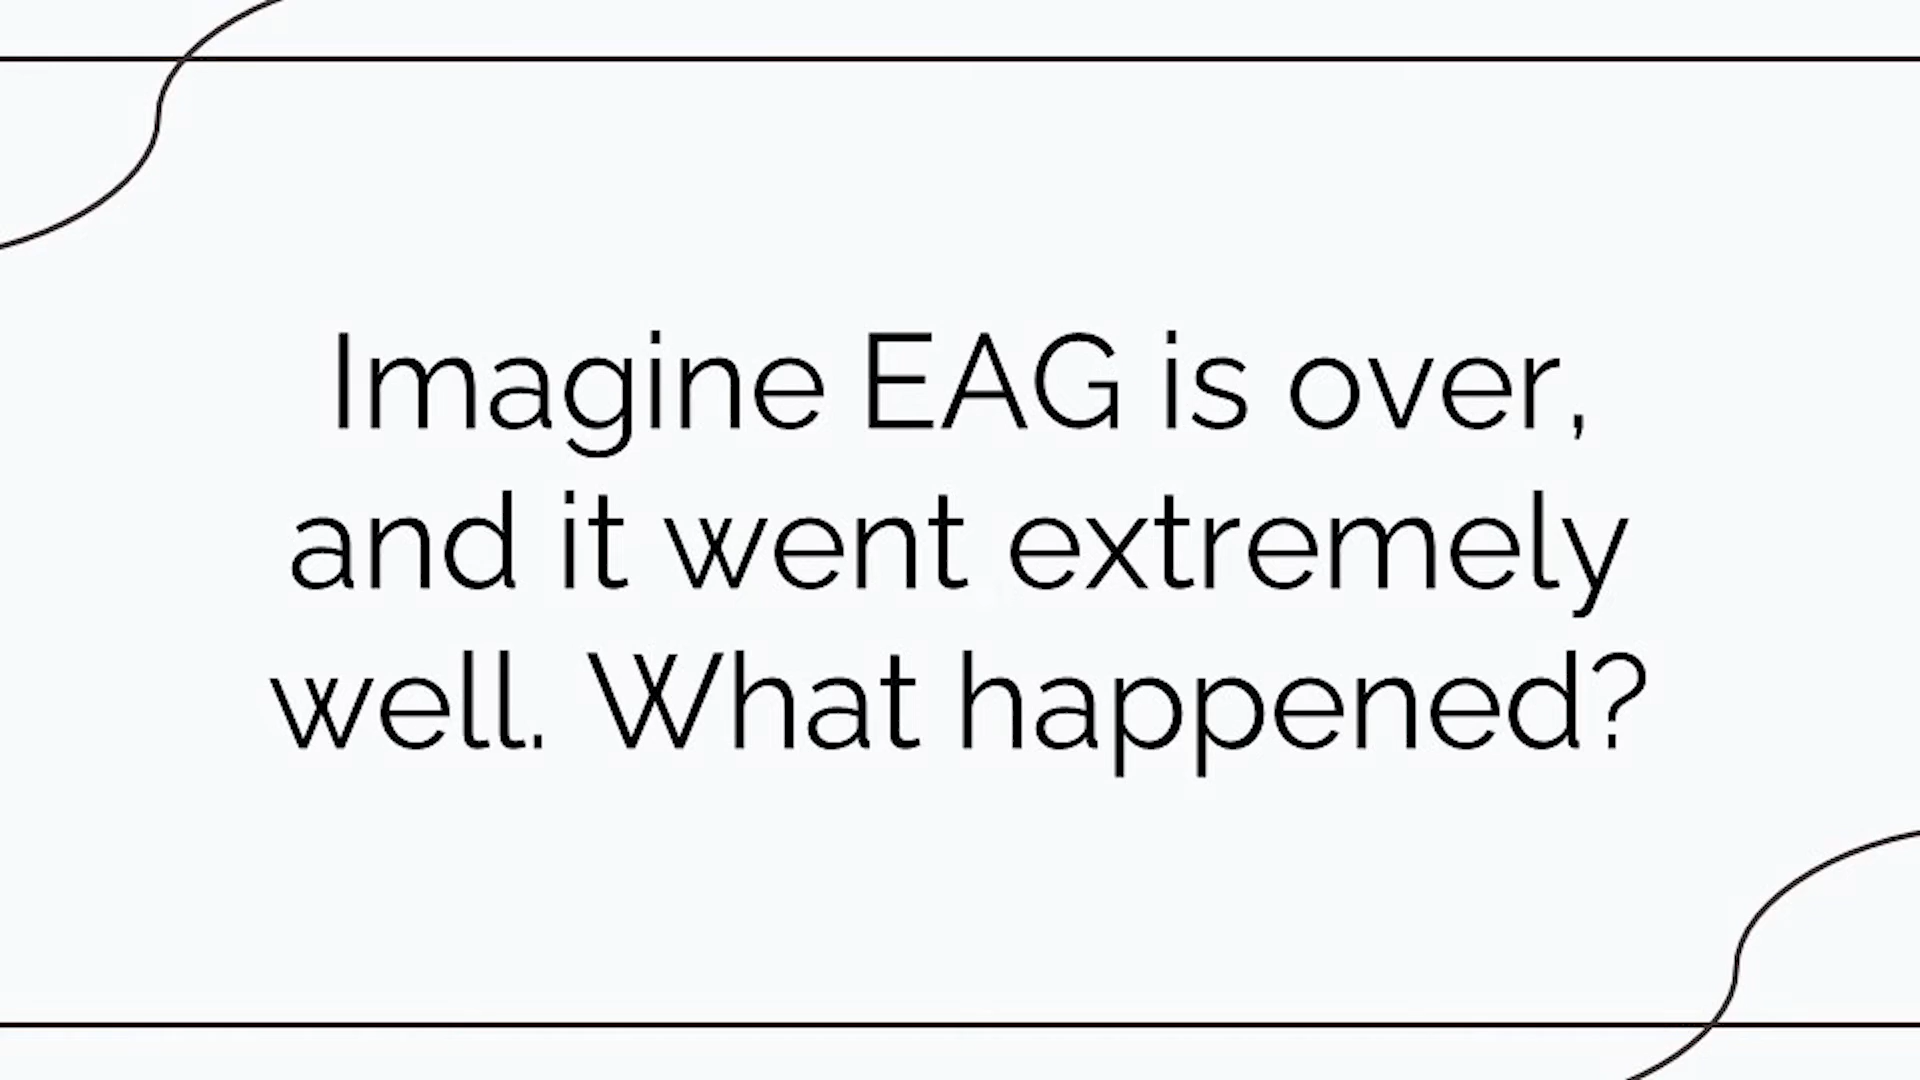 Imagine EAG is over,
and it went extremely
well. What happened?